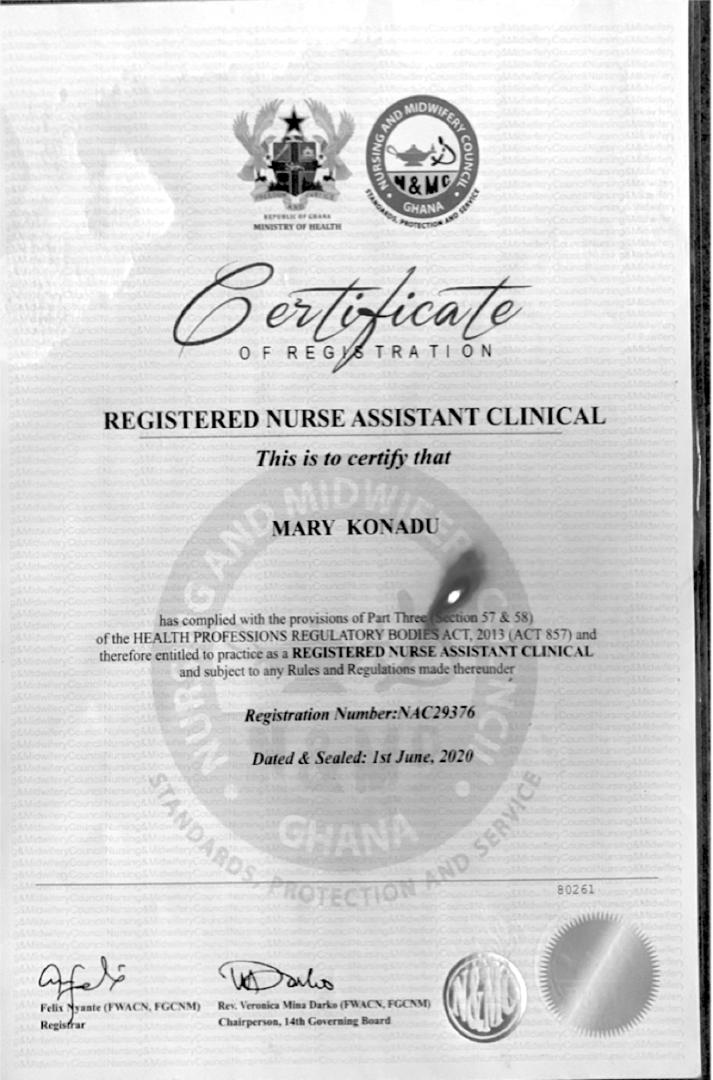 NURSING AND MIDWIFERY COUNCIL
N&MC
GHANA
STANDARDS, PROTECTION AND SERVICE
REPUBLIC OF GHANA
MINISTRY OF HEALTH
Certificate
OF REGISTRATION
REGISTERED NURSE ASSISTANT CLINICAL
This is to certify that
MARY KONADU
has complied with the provisions of Part Three (Section 57 & 58)
of the HEALTH PROFESSIONS REGULATORY BODIES ACT, 2013 (ACT 857) and
therefore entitled to practice as a REGISTERED NURSE ASSISTANT CLINICAL
and subject to any Rules and Regulations made thereunder
Registration Number:NAC29376
Dated & Sealed: 1st June, 2020
GHANA
STANDARDS, PROTECTION AND SERVICE
80261
Felix Nyante (FWACN, FGCNM)
Registrar
Rev. Veronica Mina Darko (FWACN, FGCNM)
Chairperson, 14th Governing Board
N&MC